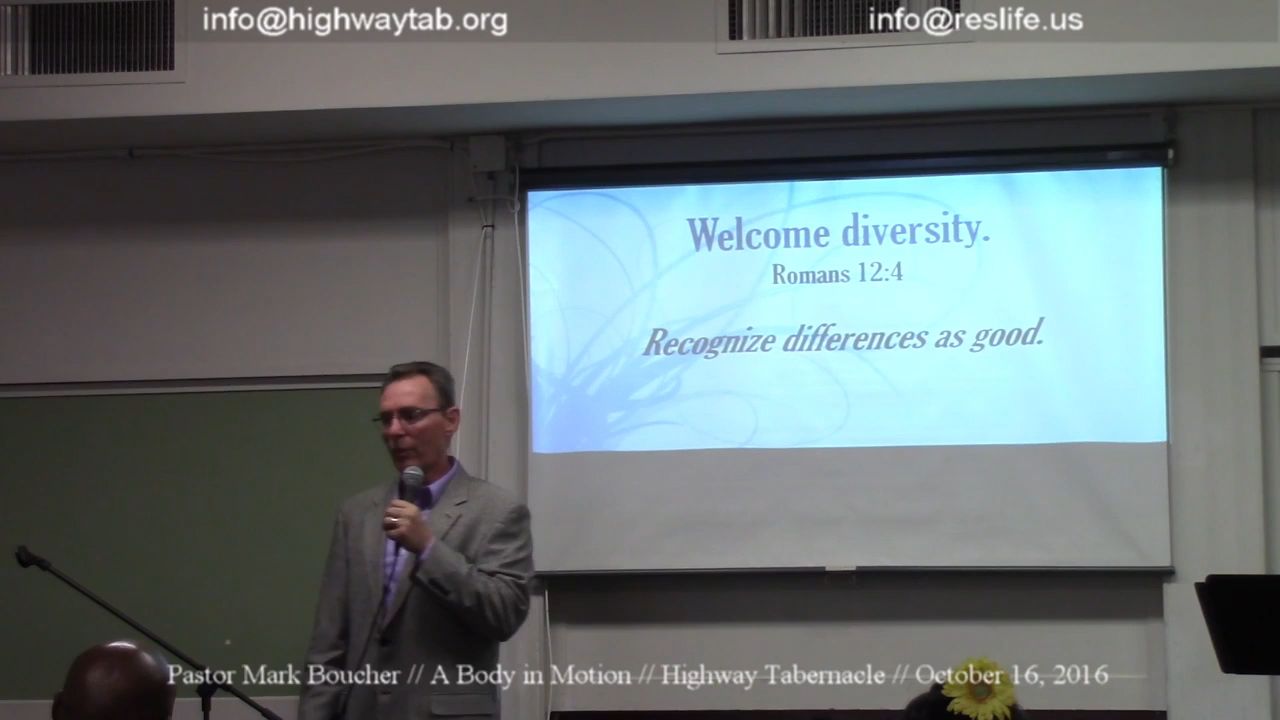 info@highwaytab.org
info@reslife.us
Welcome diversity.
Romans 12:4
Recognize differences as good.
Pastor Mark Boucher // A Body in Motion // Highway Tabernacle // October 16, 2016